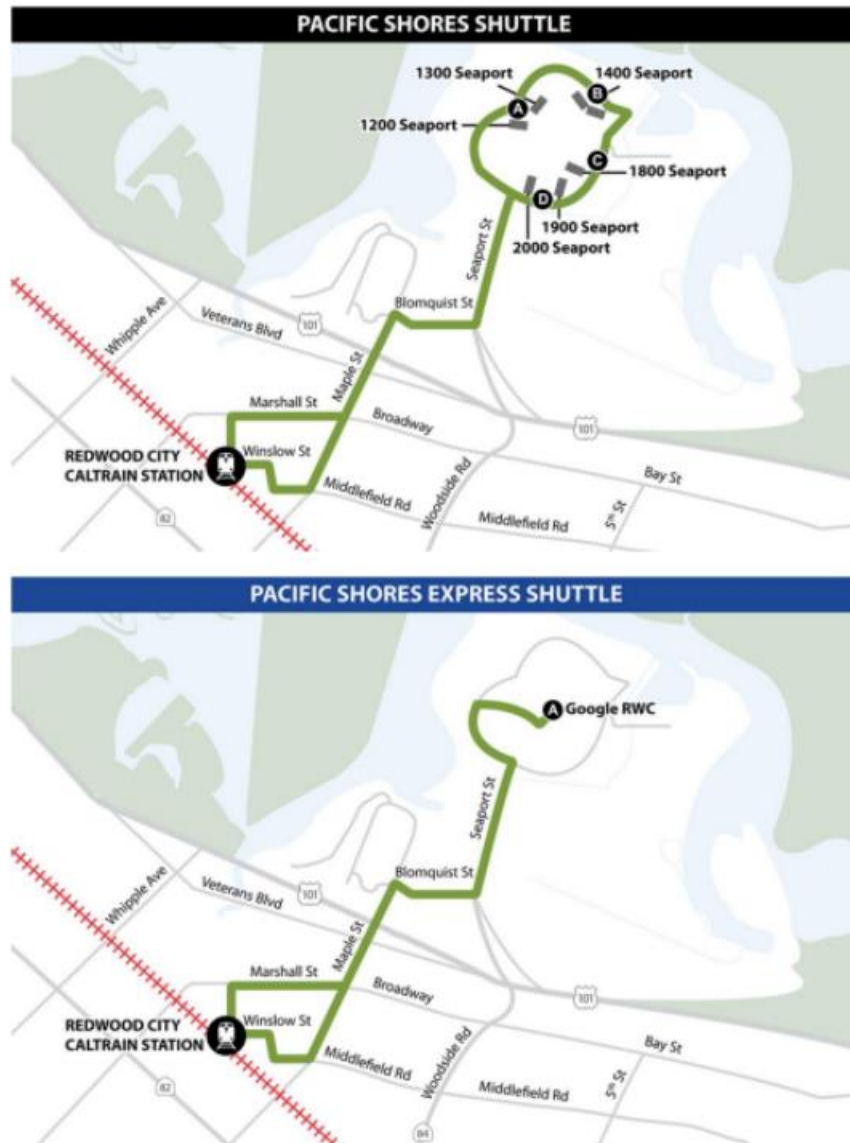 PACIFIC SHORES SHUTTLE
1300 Seaport
B
1400 Seaport
A
1200 Seaport
C
1800 Seaport
D
1900 Seaport
2000 Seaport
Seaport St
Blomquist St
Whipple Ave
Veterans Blvd
101
Maple St
Marshall St
Broadway
101
REDWOOD CITY
CALTRAIN STATION
Winslow St
Woodside Rd
Bay St
Middlefield Rd
Middlefield Rd
5th St
82
PACIFIC SHORES EXPRESS SHUTTLE
A Google RWC
Seaport St
Blomquist St
Whipple Ave
Veterans Blvd
101
Maple St
Marshall St
Broadway
101
REDWOOD CITY
CALTRAIN STATION
Winslow St
Woodside Rd
Bay St
Middlefield Rd
Middlefield Rd
5th St
82
84